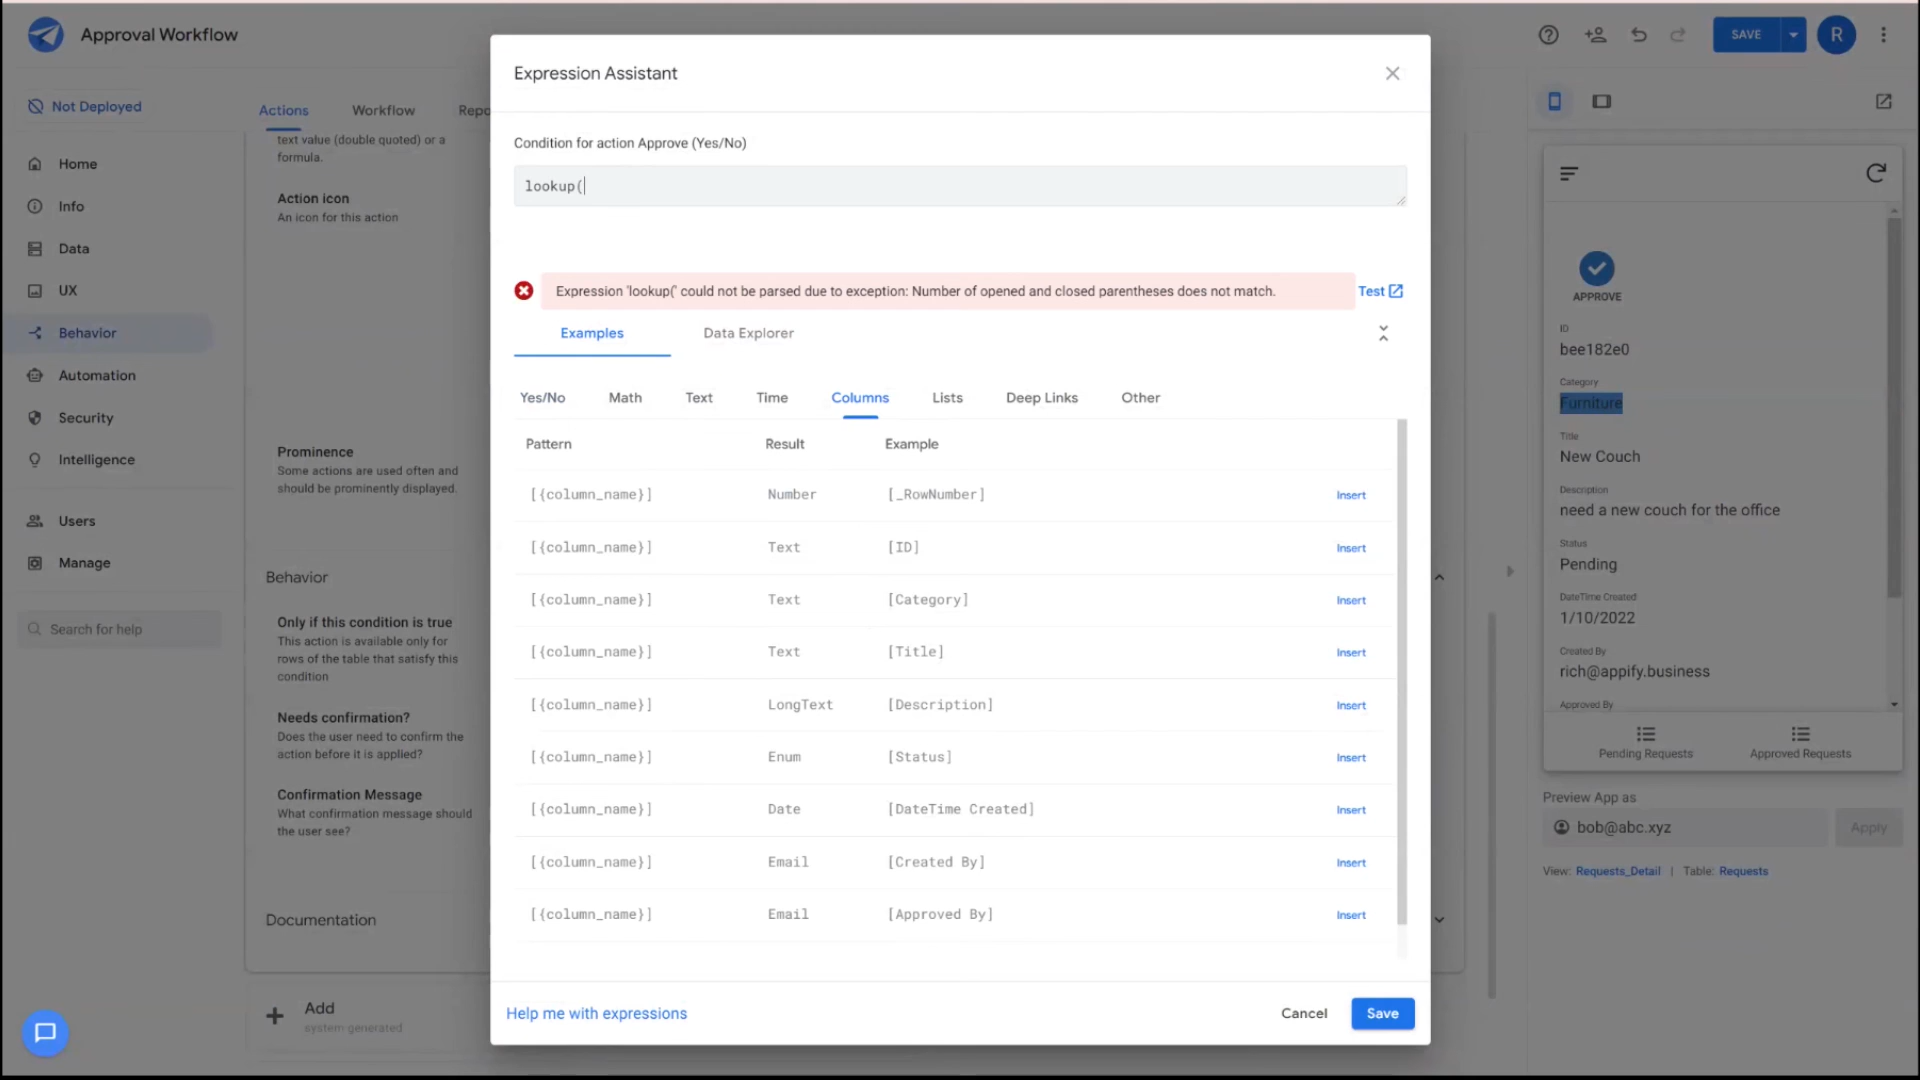 Approval Workflow
SAVE
R
Not Deployed
Home
Info
Data
UX
Behavior
Automation
Security
Intelligence
Users
Manage
Search for help
Actions
Workflow
Repo
text value (double quoted) or a
formula.
Action icon
An icon for this action
Prominence
Some actions are used often and
should be prominently displayed.
Behavior
Only if this condition is true
This action is available only for
rows of the table that satisfy this
condition
Needs confirmation?
Does the user need to confirm the
action before it is applied?
Confirmation Message
What confirmation message should
the user see?
Documentation
Add
system generated
Expression Assistant
Condition for action Approve (Yes/No)
lookup(
Expression 'lookup(' could not be parsed due to exception: Number of opened and closed parentheses does not match.
Test
Examples
Data Explorer
Yes/No Math Text Time Columns Lists Deep Links Other
Pattern Result Example
[{column_name}] Number [_RowNumber] Insert
[{column_name}] Text [ID] Insert
[{column_name}] Text [Category] Insert
[{column_name}] Text [Title] Insert
[{column_name}] LongText [Description] Insert
[{column_name}] Enum [Status] Insert
[{column_name}] Date [DateTime Created] Insert
[{column_name}] Email [Created By] Insert
[{column_name}] Email [Approved By] Insert
Help me with expressions
Cancel
Save
APPROVE
ID
bee182e0
Category
Furniture
Title
New Couch
Description
need a new couch for the office
Status
Pending
DateTime Created
1/10/2022
Created By
rich@appify.business
Approved By
Pending Requests
Approved Requests
Preview App as
bob@abc.xyz
Apply
View: Requests_Detail | Table: Requests